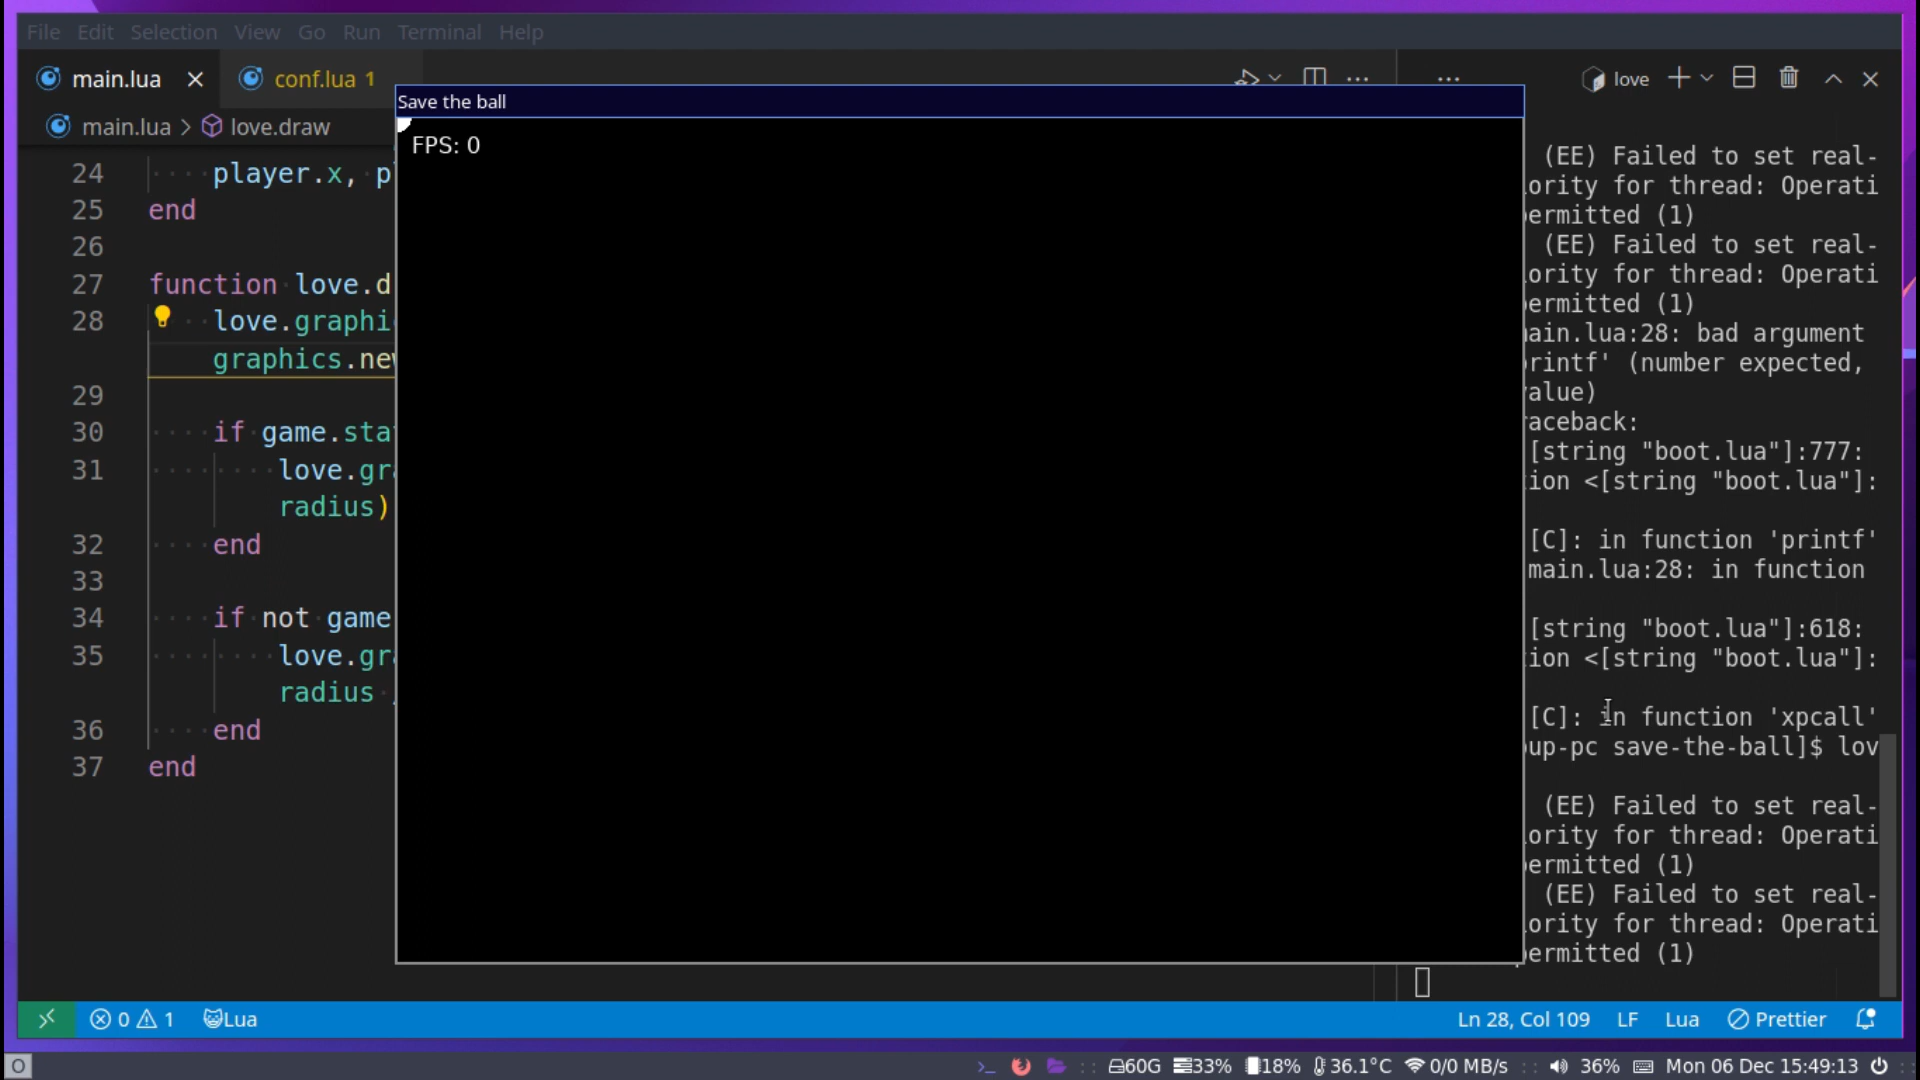 File Edit Selection View Go Run Terminal Help
main.lua
conf.lua 1
love
main.lua > love.draw
Save the ball
FPS: 0
24 player.x, p
25 end
26
27 function love.d
28 love.graphi
graphics.ne
29
30 if game.sta
31 love.gr
radius)
32 end
33
34 if not game
35 love.gr
radius
36 end
37 end
(EE) Failed to set real-
ority for thread: Operati
ermitted (1)
(EE) Failed to set real-
ority for thread: Operati
ermitted (1)
ain.lua:28: bad argument
rintf' (number expected,
alue)
raceback:
[string "boot.lua"]:777:
ion <[string "boot.lua"]:
[C]: in function 'printf'
main.lua:28: in function
[string "boot.lua"]:618:
ion <[string "boot.lua"]:
[C]: in function 'xpcall'
oup-pc save-the-ball]$ lov
(EE) Failed to set real-
ority for thread: Operati
ermitted (1)
(EE) Failed to set real-
ority for thread: Operati
ermitted (1)
0 1 Lua
Ln 28, Col 109 LF Lua Prettier
60G 33% 18% 36.1°C 0/0 MB/s 36% Mon 06 Dec 15:49:13